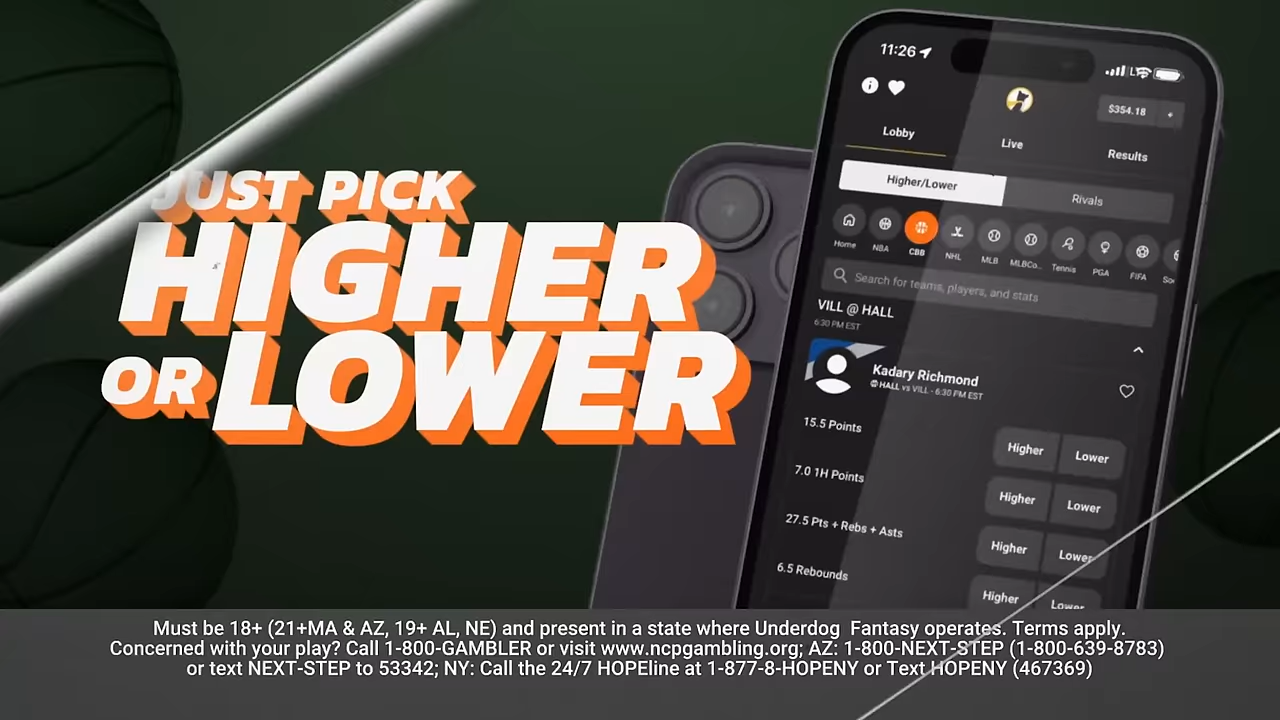 JUST PICK
HIGHER
OR LOWER
11:26
$354.18
Lobby
Live
Results
Higher/Lower
Rivals
Home
NBA
CBB
NHL
MLB
MLBCo...
Tennis
PGA
FIFA
Search for teams, players, and stats
VILL @ HALL
6:30 PM EST
Kadary Richmond
@ HALL vs VILL - 6:30 PM EST
15.5 Points
Higher Lower
7.0 1H Points
Higher Lower
27.5 Pts + Rebs + Asts
Higher Lower
6.5 Rebounds
Higher Lower
Must be 18+ (21+MA & AZ, 19+ AL, NE) and present in a state where Underdog Fantasy operates. Terms apply.
Concerned with your play? Call 1-800-GAMBLER or visit www.ncpgambling.org; AZ: 1-800-NEXT-STEP (1-800-639-8783)
or text NEXT-STEP to 53342; NY: Call the 24/7 HOPEline at 1-877-8-HOPENY or Text HOPENY (467369)